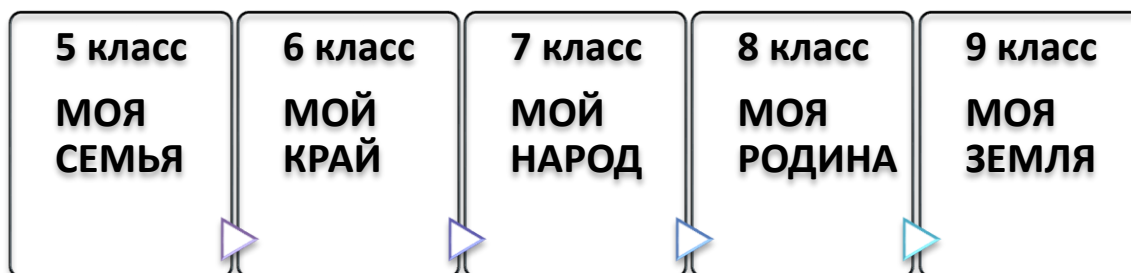 5 класс
МОЯ
СЕМЬЯ
6 класс
МОЙ
КРАЙ
7 класс
МОЙ
НАРОД
8 класс
МОЯ
РОДИНА
9 класс
МОЯ
ЗЕМЛЯ